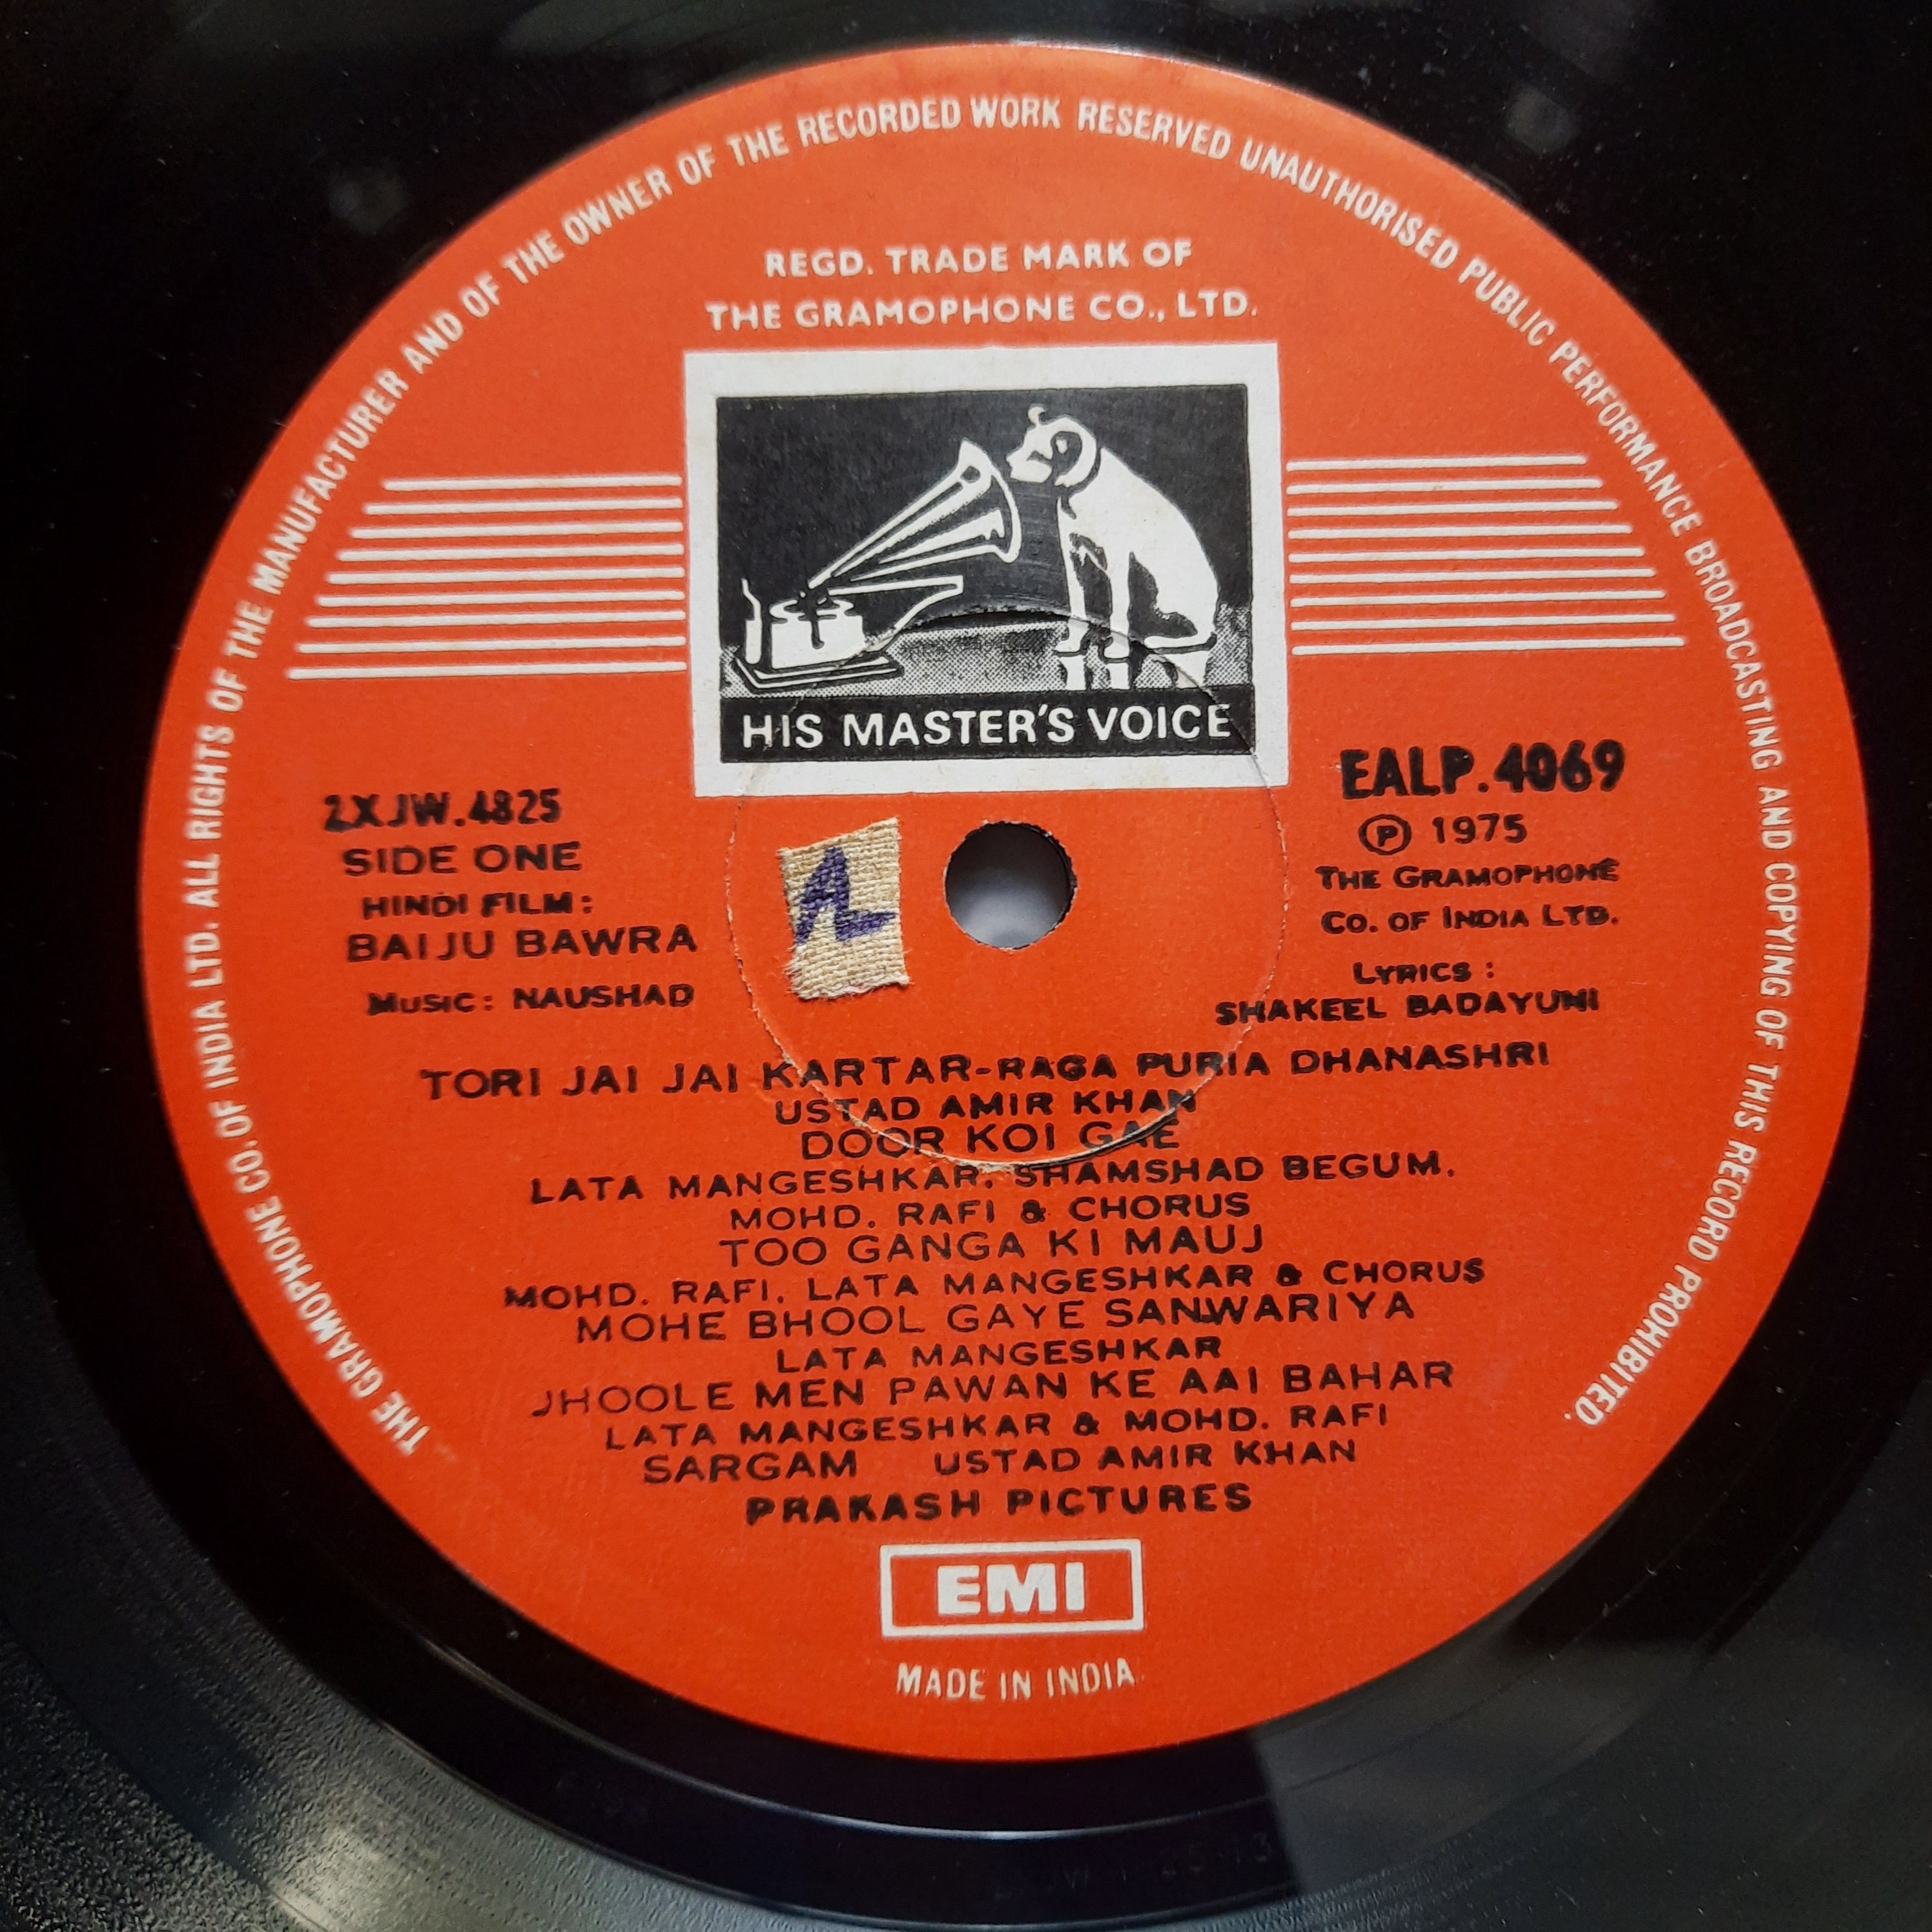 THE GRAMOPHONE CO. OF INDIA LTD. ALL RIGHTS OF THE MANUFACTURER AND OF THE OWNER OF THE RECORDED WORK RESERVED UNAUTHORISED PUBLIC PERFORMANCE BROADCASTING AND COPYING OF THIS RECORD PROHIBITED.
REGD. TRADE MARK OF
THE GRAMOPHONE CO., LTD.
HIS MASTER'S VOICE
2XJW.4825
SIDE ONE
HINDI FILM:
BAIJU BAWRA
MUSIC: NAUSHAD
EALP.4069
Ⓟ 1975
THE GRAMOPHONE
CO. OF INDIA LTD.
LYRICS :
SHAKEEL BADAYUNI
TORI JAI JAI KARTAR-RAGA PURIA DHANASHRI
USTAD AMIR KHAN
DOOR KOI GAE
LATA MANGESHKAR, SHAMSHAD BEGUM,
MOHD. RAFI & CHORUS
TOO GANGA KI MAUJ
MOHD. RAFI, LATA MANGESHKAR & CHORUS
MOHE BHOOL GAYE SANWARIYA
LATA MANGESHKAR
JHOOLE MEN PAWAN KE AAI BAHAR
LATA MANGESHKAR & MOHD. RAFI
SARGAM USTAD AMIR KHAN
PRAKASH PICTURES
EMI
MADE IN INDIA